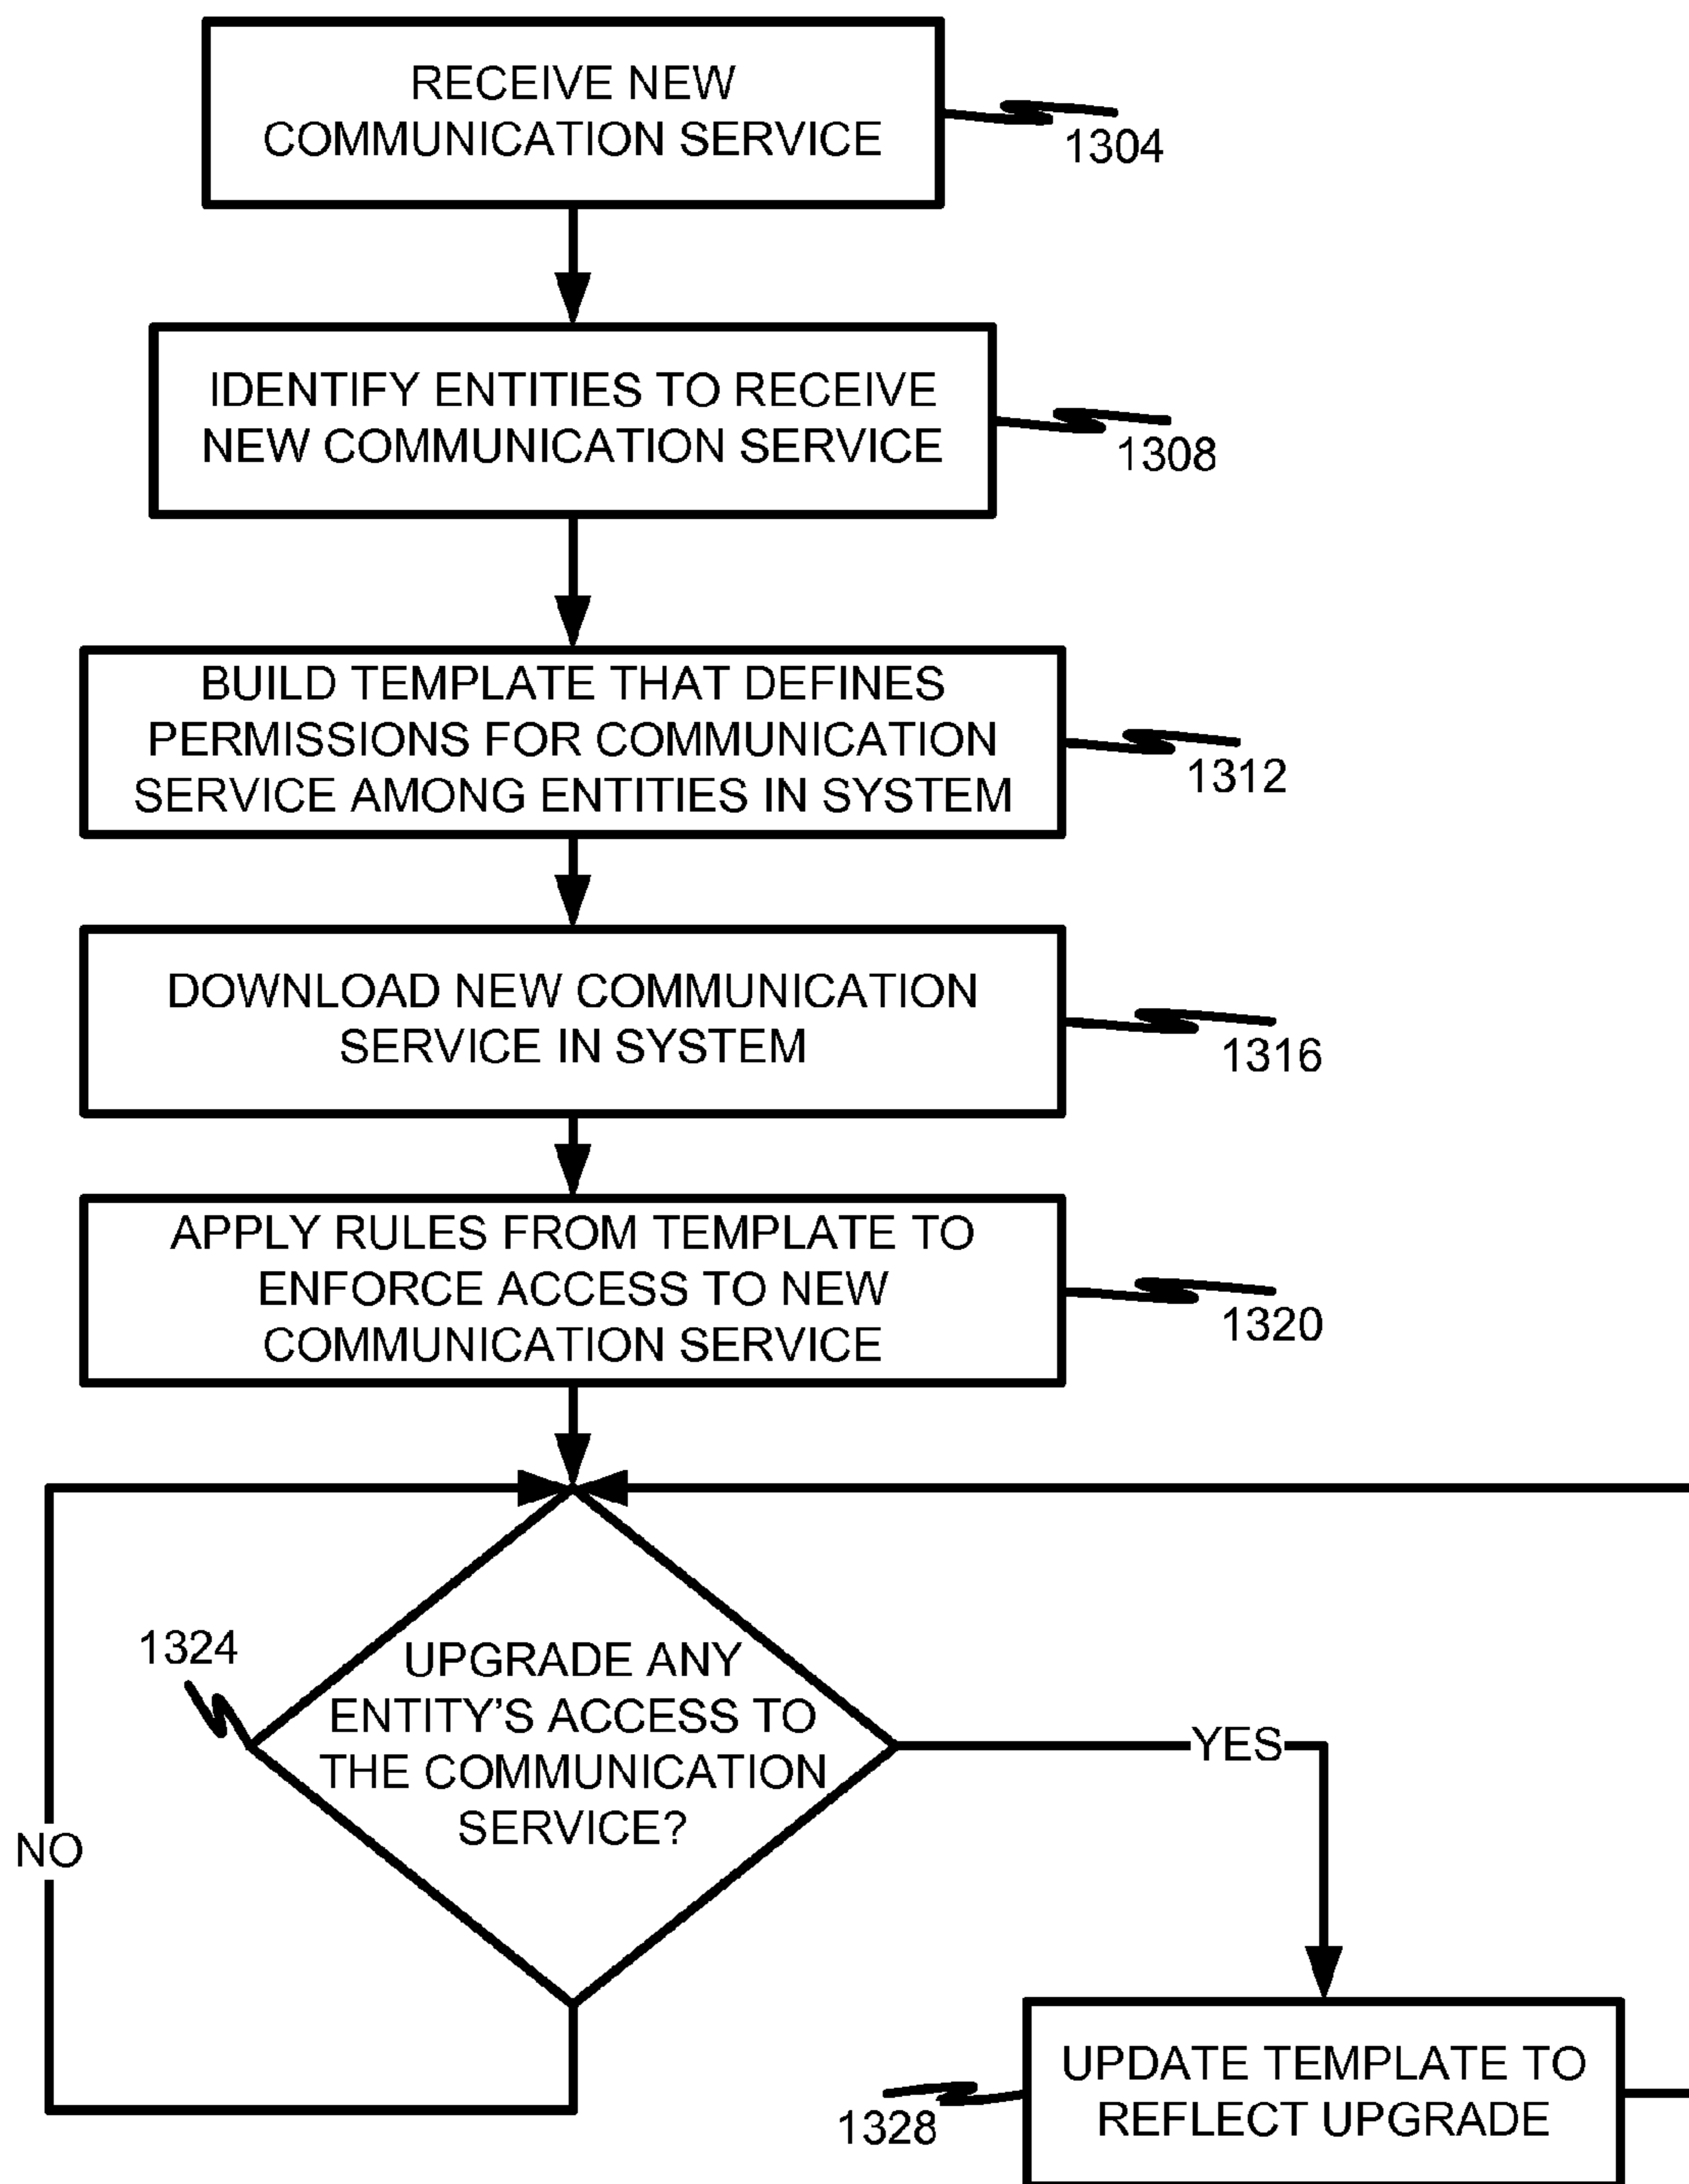 RECEIVE NEW
COMMUNICATION SERVICE
1304
IDENTIFY ENTITIES TO RECEIVE
NEW COMMUNICATION SERVICE
1308
BUILD TEMPLATE THAT DEFINES
PERMISSIONS FOR COMMUNICATION
SERVICE AMONG ENTITIES IN SYSTEM
1312
DOWNLOAD NEW COMMUNICATION
SERVICE IN SYSTEM
1316
APPLY RULES FROM TEMPLATE TO
ENFORCE ACCESS TO NEW
COMMUNICATION SERVICE
1320
1324
UPGRADE ANY
ENTITY’S ACCESS TO
THE COMMUNICATION
SERVICE?
YES
NO
UPDATE TEMPLATE TO
REFLECT UPGRADE
1328